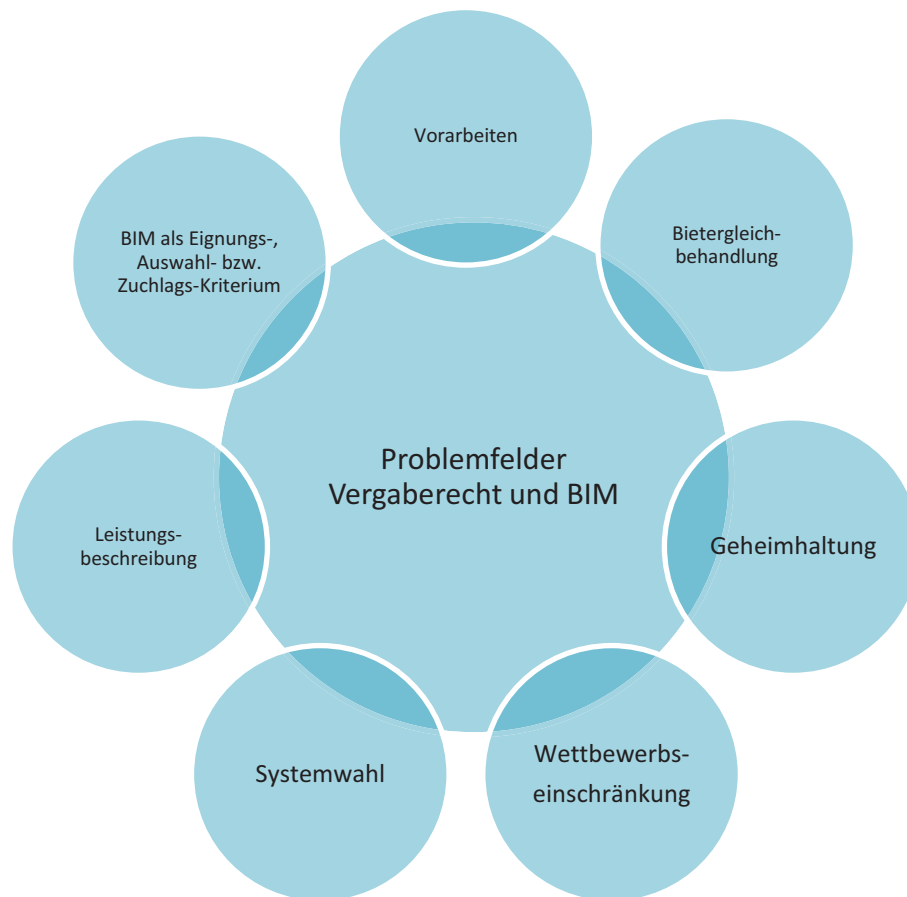 Vorarbeiten
BIM als Eignungs-,
Auswahl- bzw.
Zuchlags-Kriterium
Bietergleich-
behandlung
Problemfelder
Vergaberecht und BIM
Leistungs-
beschreibung
Geheimhaltung
Systemwahl
Wettbewerbs-
einschränkung